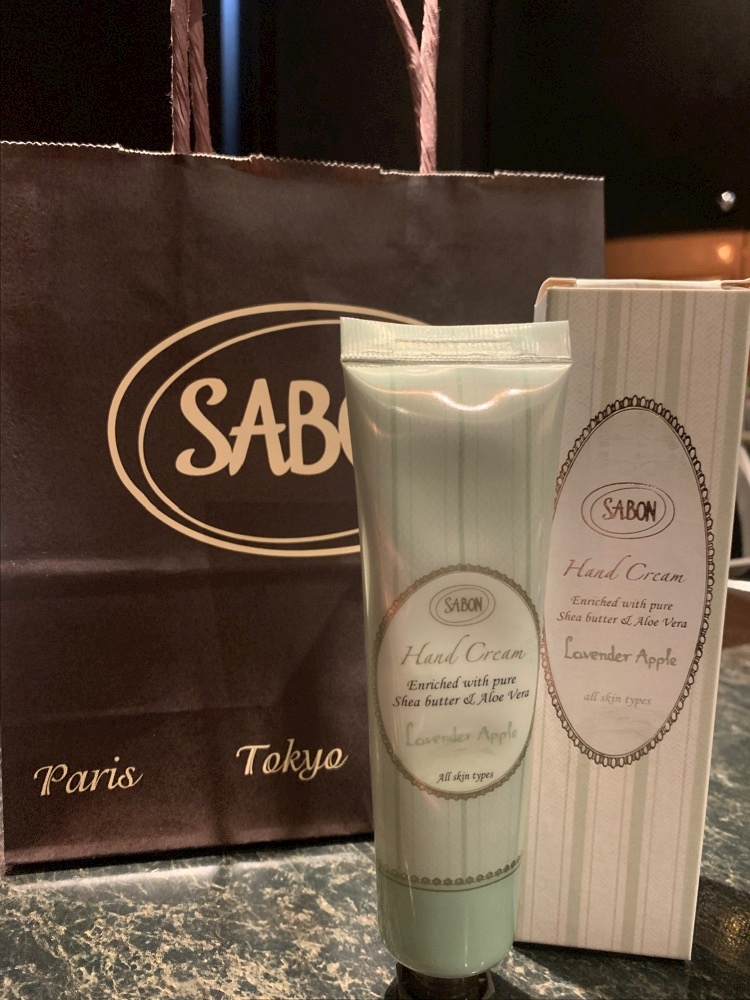 SABO
Paris
Tokyo
SABON
Hand Cream
Enriched with pure
Shea butter & Aloe Vera
Lavender Apple
All skin types
SABON
Hand Cream
Enriched with pure
Shea butter & Aloe Vera
Lavender Apple
all skin types